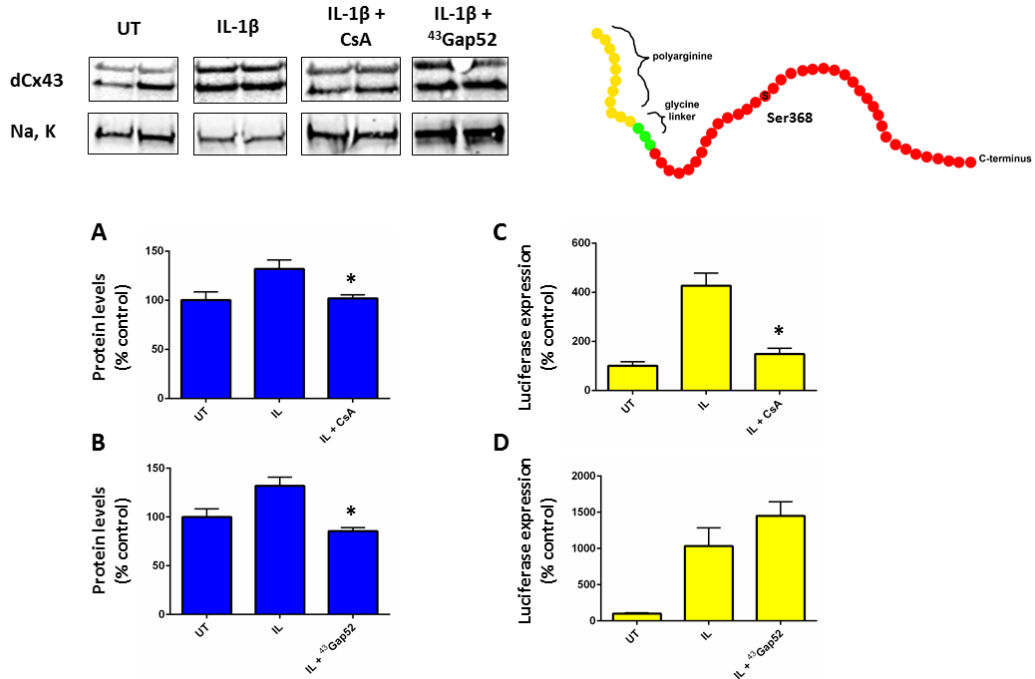 UT
IL-1β
IL-1β +
CsA
IL-1β +
⁴³Gap52
dCx43
Na, K
polyarginine
glycine
linker
S
Ser368
C-terminus
A
Protein levels
(% control)
150
100
50
0
UT
IL
IL + CsA
*
C
Luciferase expression
(% control)
600
400
200
0
UT
IL
IL + CsA
*
B
Protein levels
(% control)
150
100
50
0
UT
IL
IL + ⁴³Gap52
*
D
Luciferase expression
(% control)
2000
1500
1000
500
0
UT
IL
IL + ⁴³Gap52